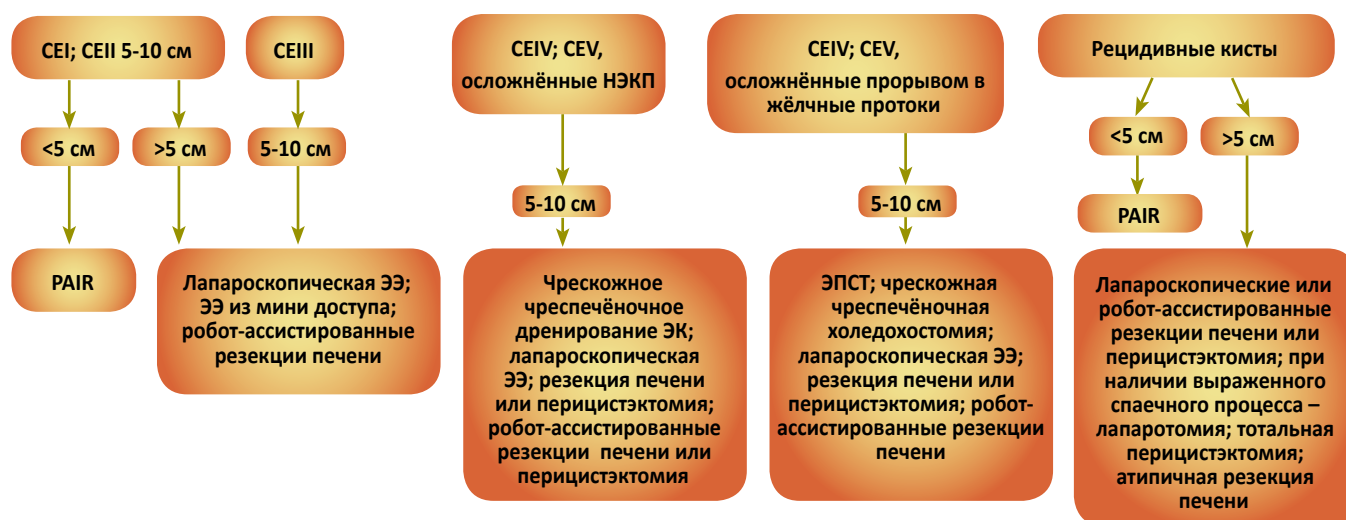 CEI; CEII 5-10 см
<5 см
>5 см
PAIR
CEIII
5-10 см
Лапароскопическая ЭЭ;
ЭЭ из мини доступа;
робот-ассистированные
резекции печени
CEIV; CEV,
осложнённые НЭКП
5-10 см
Чрескожное
чреспечёночное
дренирование ЭК;
лапароскопическая
ЭЭ; резекция печени
или перицистэктомия;
робот-ассистированные
резекции печени или
перицистэктомия
CEIV; CEV,
осложнённые прорывом в
жёлчные протоки
5-10 см
ЭПСТ; чрескожная
чреспечёночная
холедохостомия;
лапароскопическая ЭЭ;
резекция печени или
перицистэктомия; робот-
ассистированные резекции
печени
Рецидивные кисты
<5 см
>5 см
PAIR
Лапароскопические или
робот-ассистированные
резекции печени или
перицистэктомия; при
наличии выраженного
спаечного процесса –
лапаротомия; тотальная
перицистэктомия;
атипичная резекция
печени